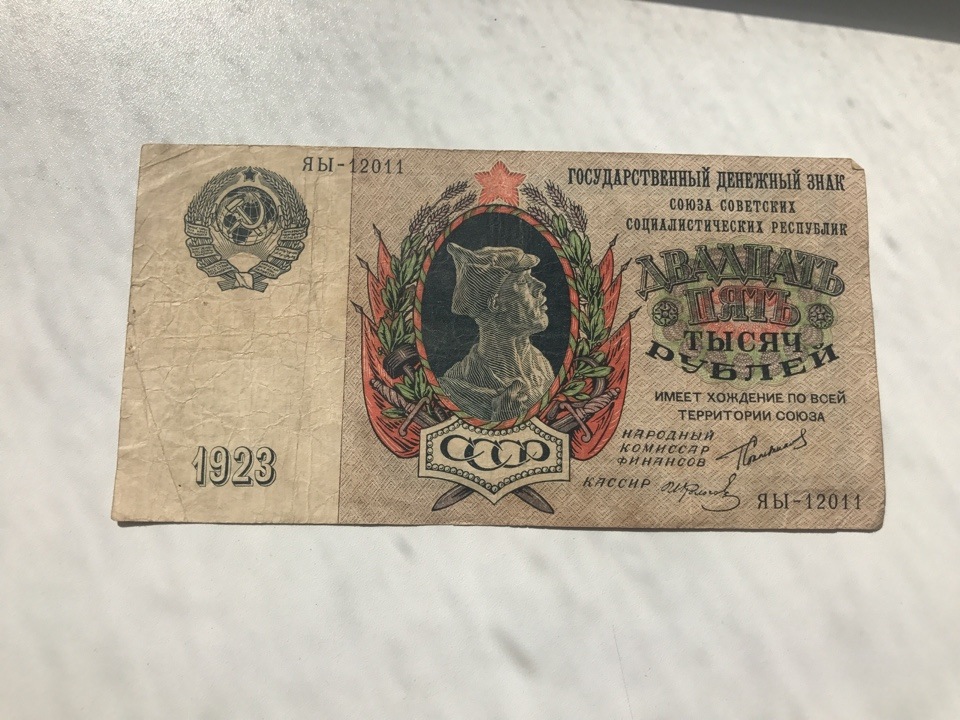 ЯЫ-12011
ГОСУДАРСТВЕННЫЙ ДЕНЕЖНЫЙ ЗНАК
СОЮЗА СОВЕТСКИХ
СОЦИАЛИСТИЧЕСКИХ РЕСПУБЛИК
ДВАДЦАТЬ
ПЯТЬ
ТЫСЯЧ
РУБЛЕЙ
ИМЕЕТ ХОЖДЕНИЕ ПО ВСЕЙ
ТЕРРИТОРИИ СОЮЗА
НАРОДНЫЙ
КОМИССАР
ФИНАНСОВ
КАССИР
ЯЫ-12011
1923
СССР